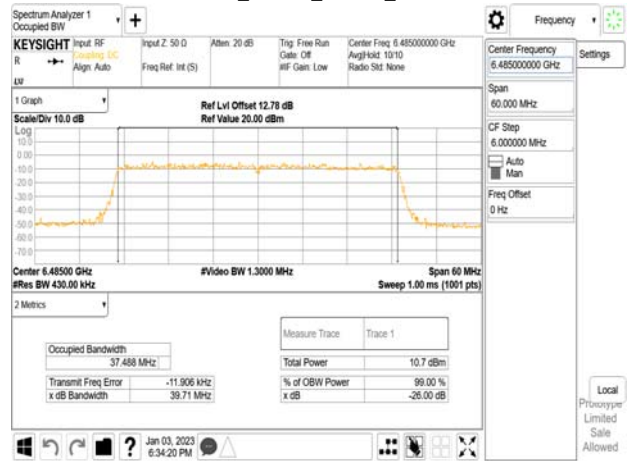 Spectrum Analyzer 1
Occupied BW
Frequency
KEYSIGHT
R
Input: RF
Coupling: DC
Align: Auto
Input Z: 50 Ω
Freq Ref: Int (S)
Atten: 20 dB
Trig: Free Run
Gate: Off
#IF Gain: Low
Center Freq: 6.485000000 GHz
Avg|Hold: 10/10
Radio Std: None
Center Frequency
6.485000000 GHz
Settings
Span
60.000 MHz
CF Step
6.000000 MHz
Auto
Man
Freq Offset
0 Hz
1 Graph
Scale/Div 10.0 dB
Ref Lvl Offset 12.78 dB
Ref Value 20.00 dBm
Log
10.0
0.00
-10.0
-20.0
-30.0
-40.0
-50.0
-60.0
-70.0
Center 6.48500 GHz
#Res BW 430.00 kHz
#Video BW 1.3000 MHz
Span 60 MHz
Sweep 1.00 ms (1001 pts)
2 Metrics
Measure Trace
Trace 1
Occupied Bandwidth
37.488 MHz
Total Power
10.7 dBm
Transmit Freq Error
-11.906 kHz
% of OBW Power
99.00 %
x dB Bandwidth
39.71 MHz
x dB
-26.00 dB
Local
Prototype
Limited
Sale
Allowed
?
Jan 03, 2023
6:34:20 PM